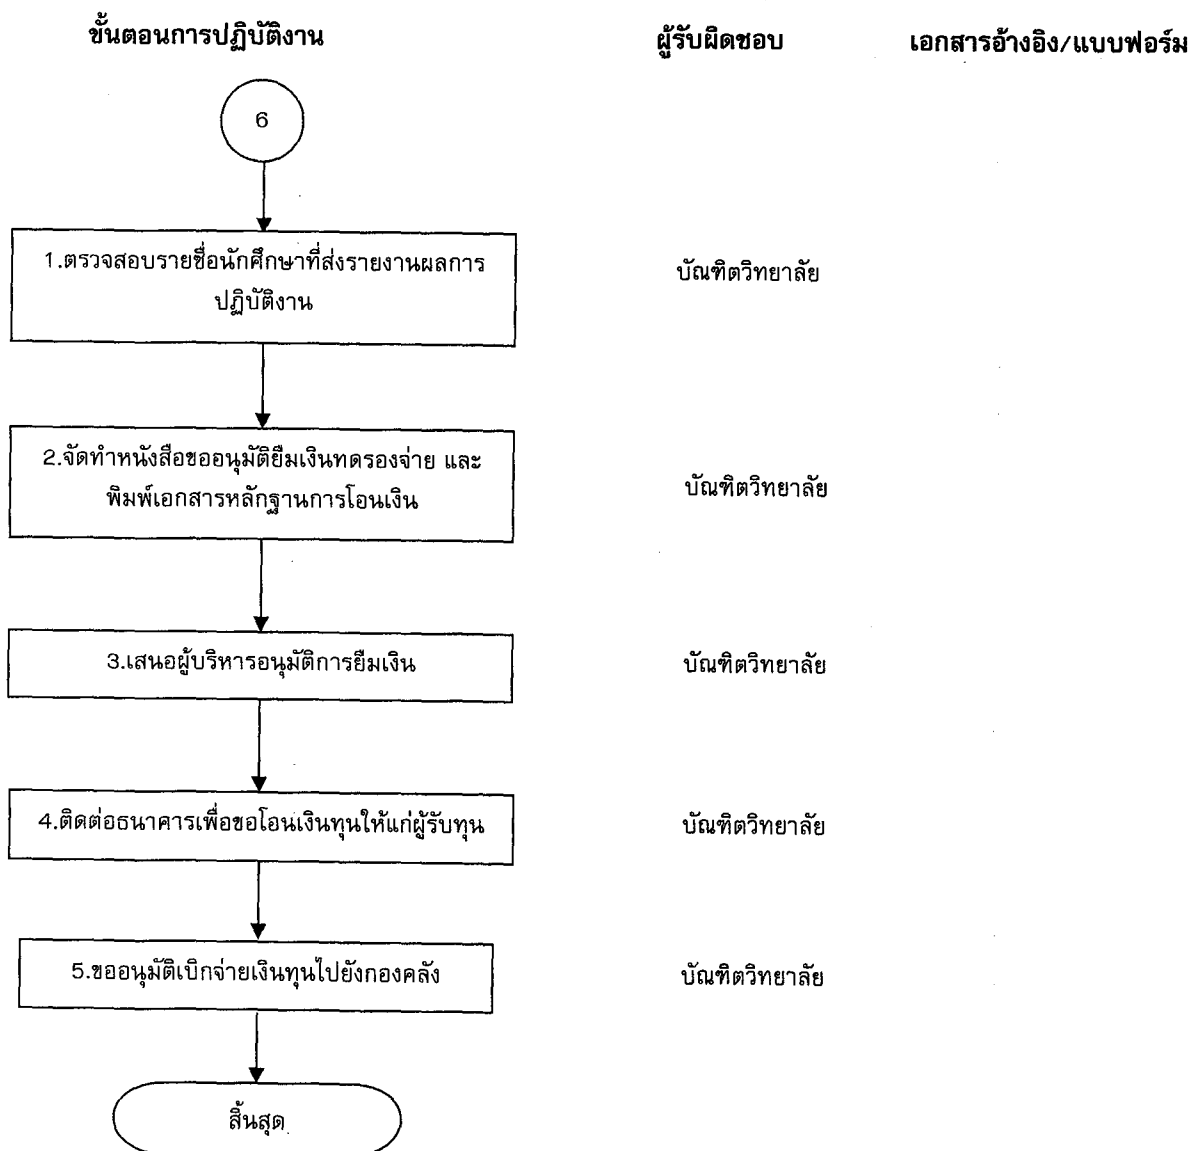 ขั้นตอนการปฏิบัติงาน ผู้รับผิดชอบ เอกสารอ้างอิง/แบบฟอร์ม
6
1.ตรวจสอบรายชื่อนักศึกษาที่ส่งรายงานผลการ
ปฏิบัติงาน
บัณฑิตวิทยาลัย
2.จัดทำหนังสือขออนุมัติยืมเงินทดรองจ่าย และ
พิมพ์เอกสารหลักฐานการโอนเงิน
บัณฑิตวิทยาลัย
3.เสนอผู้บริหารอนุมัติการยืมเงิน
บัณฑิตวิทยาลัย
4.ติดต่อธนาคารเพื่อขอโอนเงินทุนให้แก่ผู้รับทุน
บัณฑิตวิทยาลัย
5.ขออนุมัติเบิกจ่ายเงินทุนไปยังกองคลัง
บัณฑิตวิทยาลัย
สิ้นสุด